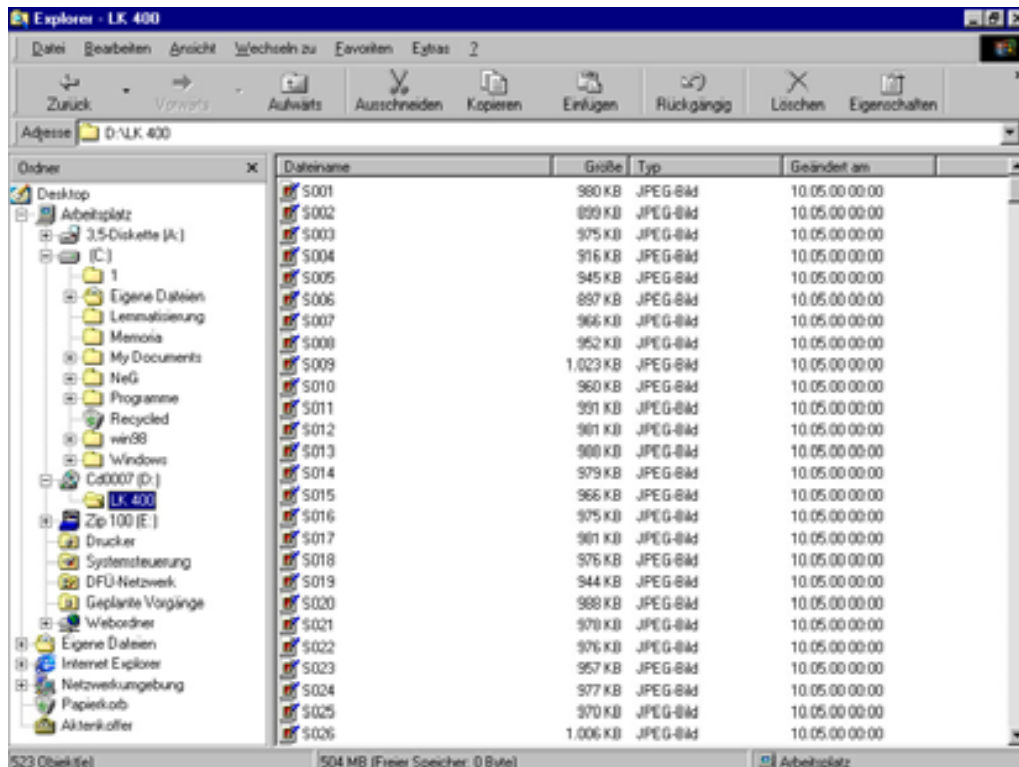 Explorer - LK 400
Datei Bearbeiten Ansicht Wechseln zu Favoriten Extras ?
Zurück Vorwärts Aufwärts Ausschneiden Kopieren Einfügen Rückgängig Löschen Eigenschaften
Adresse D:\LK 400
Ordner
Desktop
Arbeitsplatz
3,5-Diskette (A:)
(C:)
1
Eigene Dateien
Lemmatisierung
Memoria
My Documents
NeG
Programme
Recycled
win98
Windows
Cd0007 (D:)
LK 400
Zip 100 (E:)
Drucker
Systemsteuerung
DFÜ-Netzwerk
Geplante Vorgänge
Webordner
Eigene Dateien
Internet Explorer
Netzwerkumgebung
Papierkorb
Aktenkoffer
Dateiname Größe Typ Geändert am
S001 980 KB JPEG-Bild 10.05.00 00:00
S002 899 KB JPEG-Bild 10.05.00 00:00
S003 975 KB JPEG-Bild 10.05.00 00:00
S004 916 KB JPEG-Bild 10.05.00 00:00
S005 945 KB JPEG-Bild 10.05.00 00:00
S006 897 KB JPEG-Bild 10.05.00 00:00
S007 966 KB JPEG-Bild 10.05.00 00:00
S008 952 KB JPEG-Bild 10.05.00 00:00
S009 1.023 KB JPEG-Bild 10.05.00 00:00
S010 960 KB JPEG-Bild 10.05.00 00:00
S011 991 KB JPEG-Bild 10.05.00 00:00
S012 981 KB JPEG-Bild 10.05.00 00:00
S013 988 KB JPEG-Bild 10.05.00 00:00
S014 979 KB JPEG-Bild 10.05.00 00:00
S015 966 KB JPEG-Bild 10.05.00 00:00
S016 975 KB JPEG-Bild 10.05.00 00:00
S017 981 KB JPEG-Bild 10.05.00 00:00
S018 976 KB JPEG-Bild 10.05.00 00:00
S019 944 KB JPEG-Bild 10.05.00 00:00
S020 988 KB JPEG-Bild 10.05.00 00:00
S021 978 KB JPEG-Bild 10.05.00 00:00
S022 976 KB JPEG-Bild 10.05.00 00:00
S023 957 KB JPEG-Bild 10.05.00 00:00
S024 977 KB JPEG-Bild 10.05.00 00:00
S025 970 KB JPEG-Bild 10.05.00 00:00
S026 1.006 KB JPEG-Bild 10.05.00 00:00
523 Objekt(e) 504 MB (Freier Speicher: 0 Byte) Arbeitsplatz